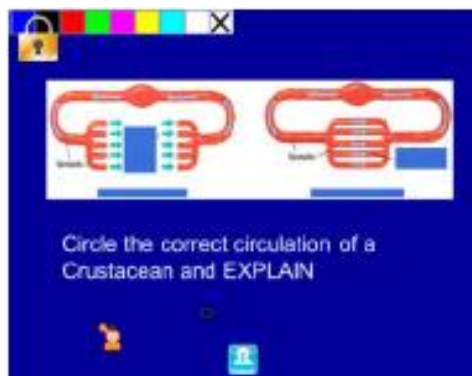 Circle the correct circulation of a
Crustacean and EXPLAIN